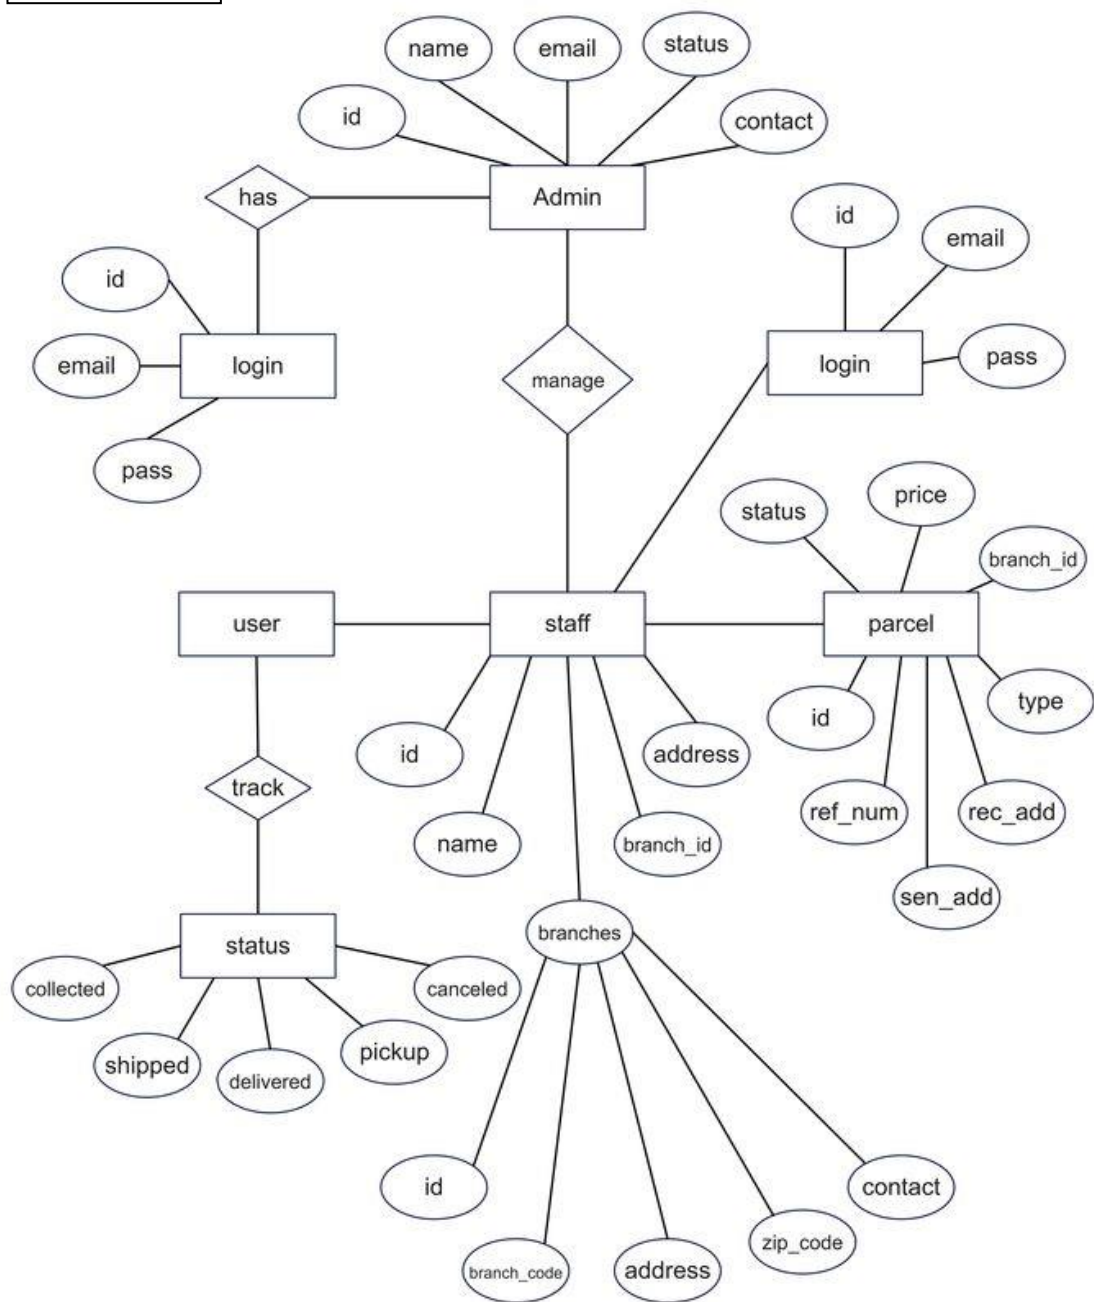 name
email
status
id
contact
has
Admin
id
email
id
email
login
manage
login
pass
pass
price
status
branch_id
user
staff
parcel
id
address
id
type
track
name
branch_id
ref_num
rec_add
sen_add
branches
status
collected
canceled
shipped
delivered
pickup
id
contact
branch_code
address
zip_code